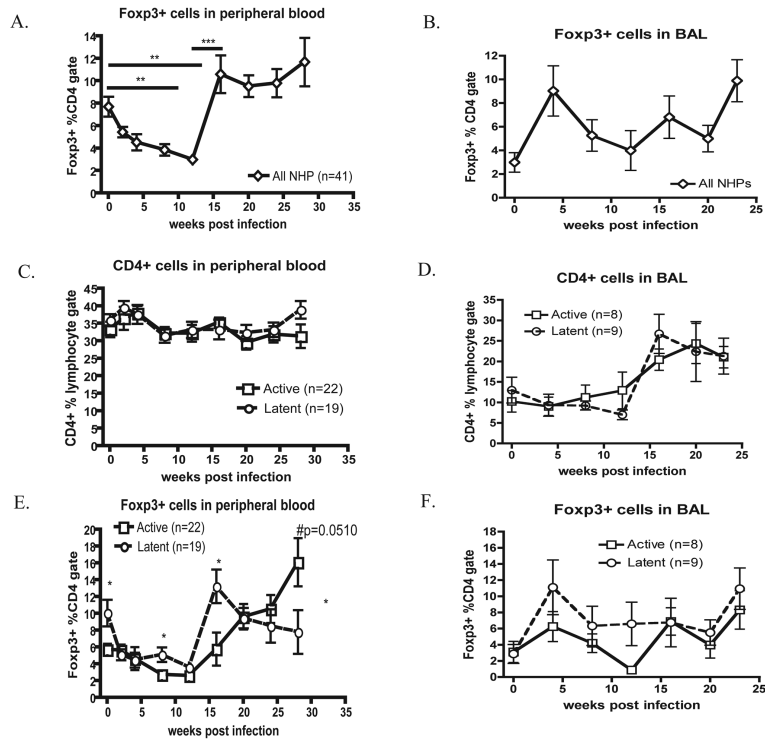 A.
Foxp3+ cells in peripheral blood
Foxp3+ %CD4 gate
14
12
10
8
6
4
2
0
**
**
***
All NHP (n=41)
0 5 10 15 20 25 30 35
weeks post infection
B.
Foxp3+ cells in BAL
Foxp3+ % CD4 gate
12
10
8
6
4
2
0
All NHPs
0 5 10 15 20 25
weeks post infection
C.
CD4+ cells in peripheral blood
CD4+ % lymphocyte gate
45
40
35
30
25
20
15
10
5
0
Active (n=22)
Latent (n=19)
0 5 10 15 20 25 30 35
weeks post infection
D.
CD4+ cells in BAL
CD4+ % lymphocyte gate
35
30
25
20
15
10
5
0
Active (n=8)
Latent (n=9)
0 5 10 15 20 25
weeks post infection
E.
Foxp3+ cells in peripheral blood
Foxp3+ %CD4 gate
20
18
16
14
12
10
8
6
4
2
0
Active (n=22)
Latent (n=19)
#p=0.0510
*
*
*
*
0 5 10 15 20 25 30 35
weeks post infection
F.
Foxp3+ cells in BAL
Foxp3+ %CD4 gate
18
16
14
12
10
8
6
4
2
0
Active (n=8)
Latent (n=9)
0 5 10 15 20 25
weeks post infection